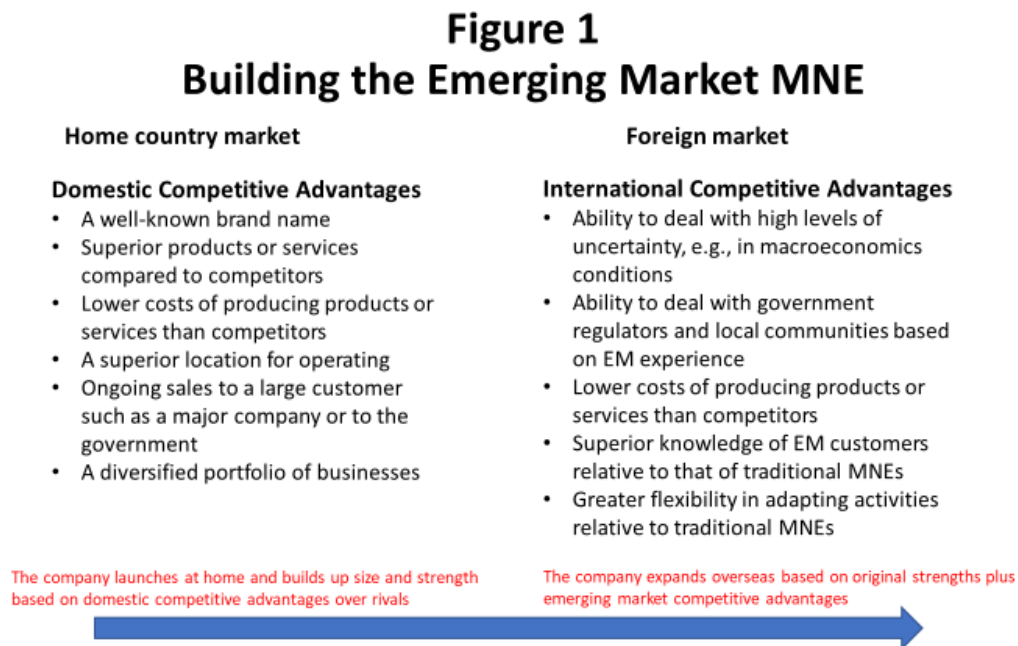 Figure 1
Building the Emerging Market MNE
Home country market
Domestic Competitive Advantages
• A well-known brand name
• Superior products or services
compared to competitors
• Lower costs of producing products or
services than competitors
• A superior location for operating
• Ongoing sales to a large customer
such as a major company or to the
government
• A diversified portfolio of businesses
The company launches at home and builds up size and strength
based on domestic competitive advantages over rivals
Foreign market
International Competitive Advantages
• Ability to deal with high levels of
uncertainty, e.g., in macroeconomics
conditions
• Ability to deal with government
regulators and local communities based
on EM experience
• Lower costs of producing products or
services than competitors
• Superior knowledge of EM customers
relative to that of traditional MNEs
• Greater flexibility in adapting activities
relative to traditional MNEs
The company expands overseas based on original strengths plus
emerging market competitive advantages